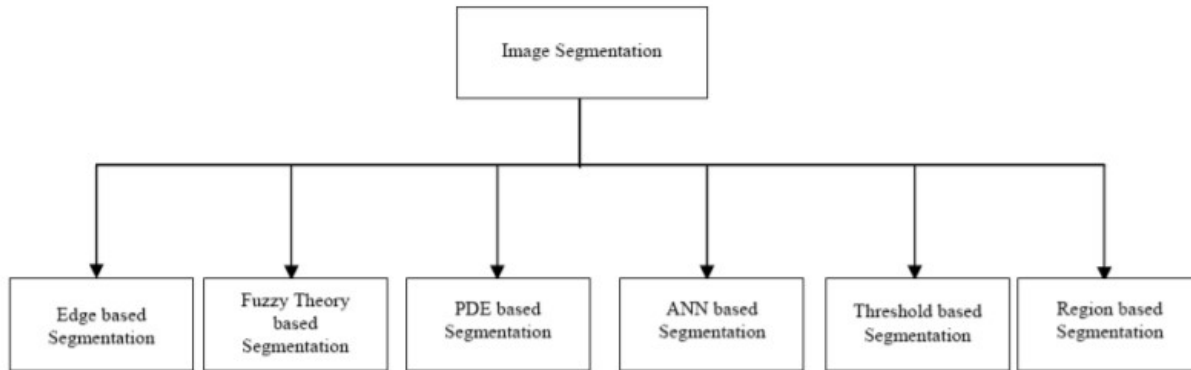 Image Segmentation
Edge based
Segmentation
Fuzzy Theory
based
Segmentation
PDE based
Segmentation
ANN based
Segmentation
Threshold based
Segmentation
Region based
Segmentation